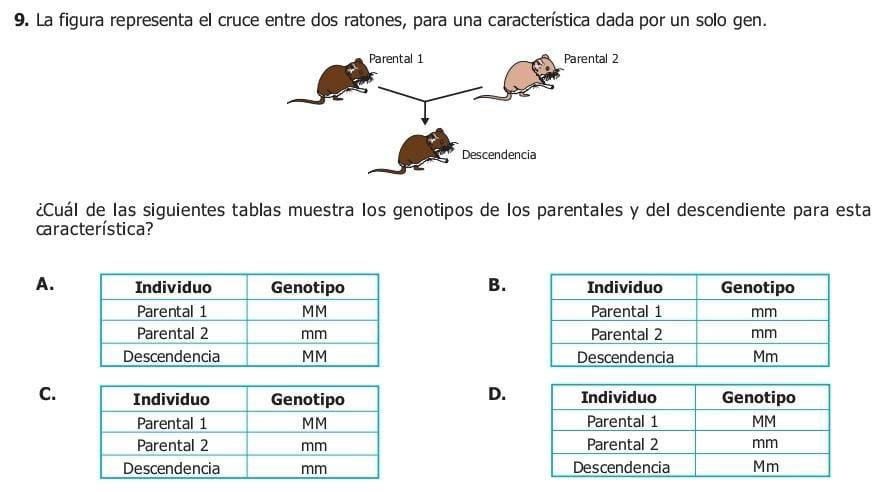 9. La figura representa el cruce entre dos ratones, para una característica dada por un solo gen.
Parental 1
Parental 2
Descendencia
¿Cuál de las siguientes tablas muestra los genotipos de los parentales y del descendiente para esta
característica?
A.
Individuo Genotipo
Parental 1 MM
Parental 2 mm
Descendencia MM
B.
Individuo Genotipo
Parental 1 mm
Parental 2 mm
Descendencia Mm
C.
Individuo Genotipo
Parental 1 MM
Parental 2 mm
Descendencia mm
D.
Individuo Genotipo
Parental 1 MM
Parental 2 mm
Descendencia Mm